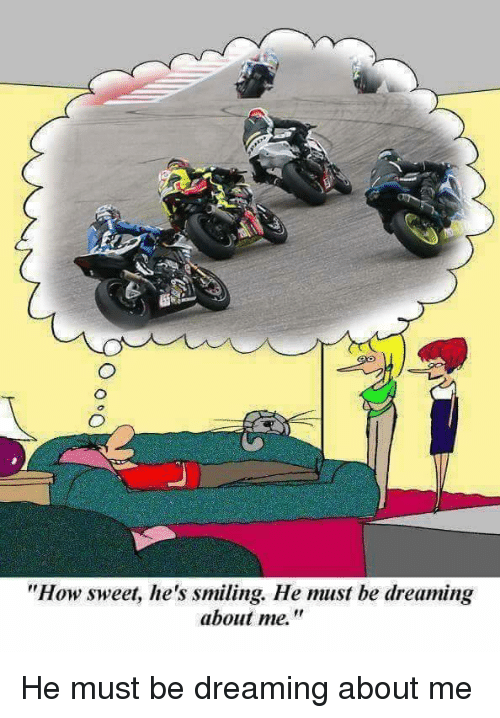 "How sweet, he's smiling. He must be dreaming
about me."
He must be dreaming about me